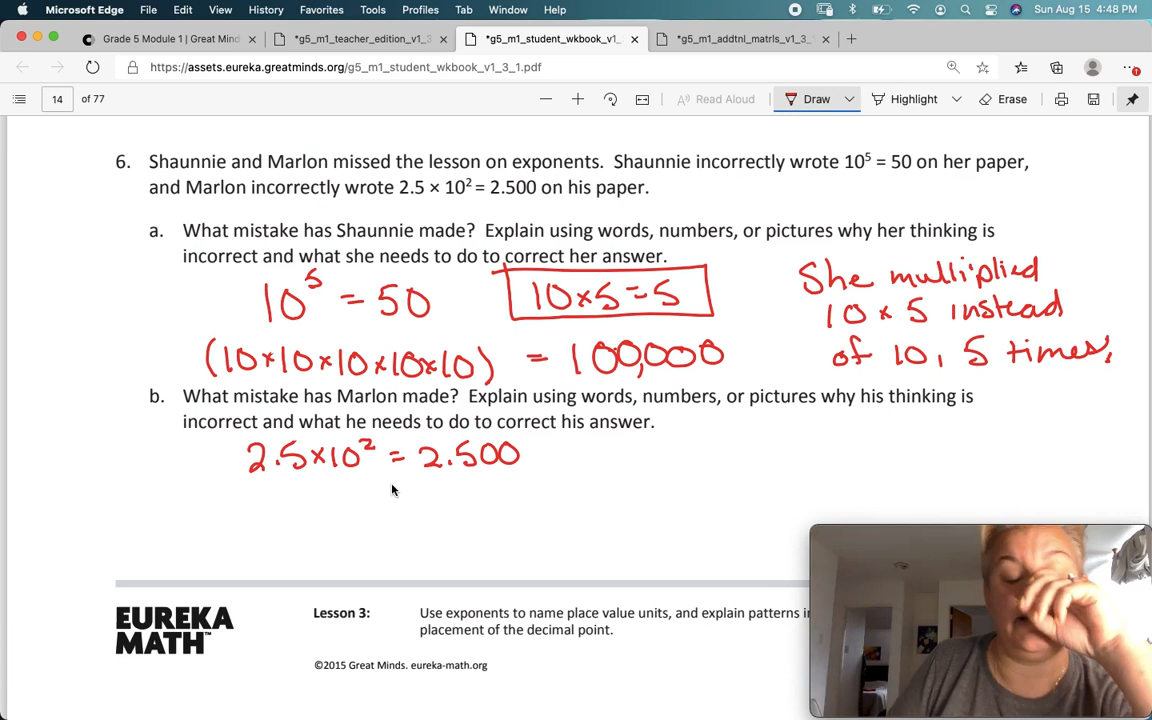 Microsoft Edge File Edit View History Favorites Tools Profiles Tab Window Help Sun Aug 15 4:48 PM
Grade 5 Module 1 | Great Mind *g5_m1_teacher_edition_v1_3 *g5_m1_student_wkbook_v1_ *g5_m1_addtnl_matrls_v1_3_
https://assets.eureka.greatminds.org/g5_m1_student_wkbook_v1_3_1.pdf
14 of 77 Read Aloud Draw Highlight Erase
6. Shaunnie and Marlon missed the lesson on exponents. Shaunnie incorrectly wrote 10⁵ = 50 on her paper,
and Marlon incorrectly wrote 2.5 × 10² = 2.500 on his paper.
a. What mistake has Shaunnie made? Explain using words, numbers, or pictures why her thinking is
incorrect and what she needs to do to correct her answer.
10⁵ = 50
10×5=5
She multiplied
10 × 5 instead
of 10, 5 times,
(10×10×10×10×10) = 100,000
b. What mistake has Marlon made? Explain using words, numbers, or pictures why his thinking is
incorrect and what he needs to do to correct his answer.
2.5×10² = 2.500
EUREKA
MATH™
Lesson 3:
Use exponents to name place value units, and explain patterns i
placement of the decimal point.
©2015 Great Minds. eureka-math.org